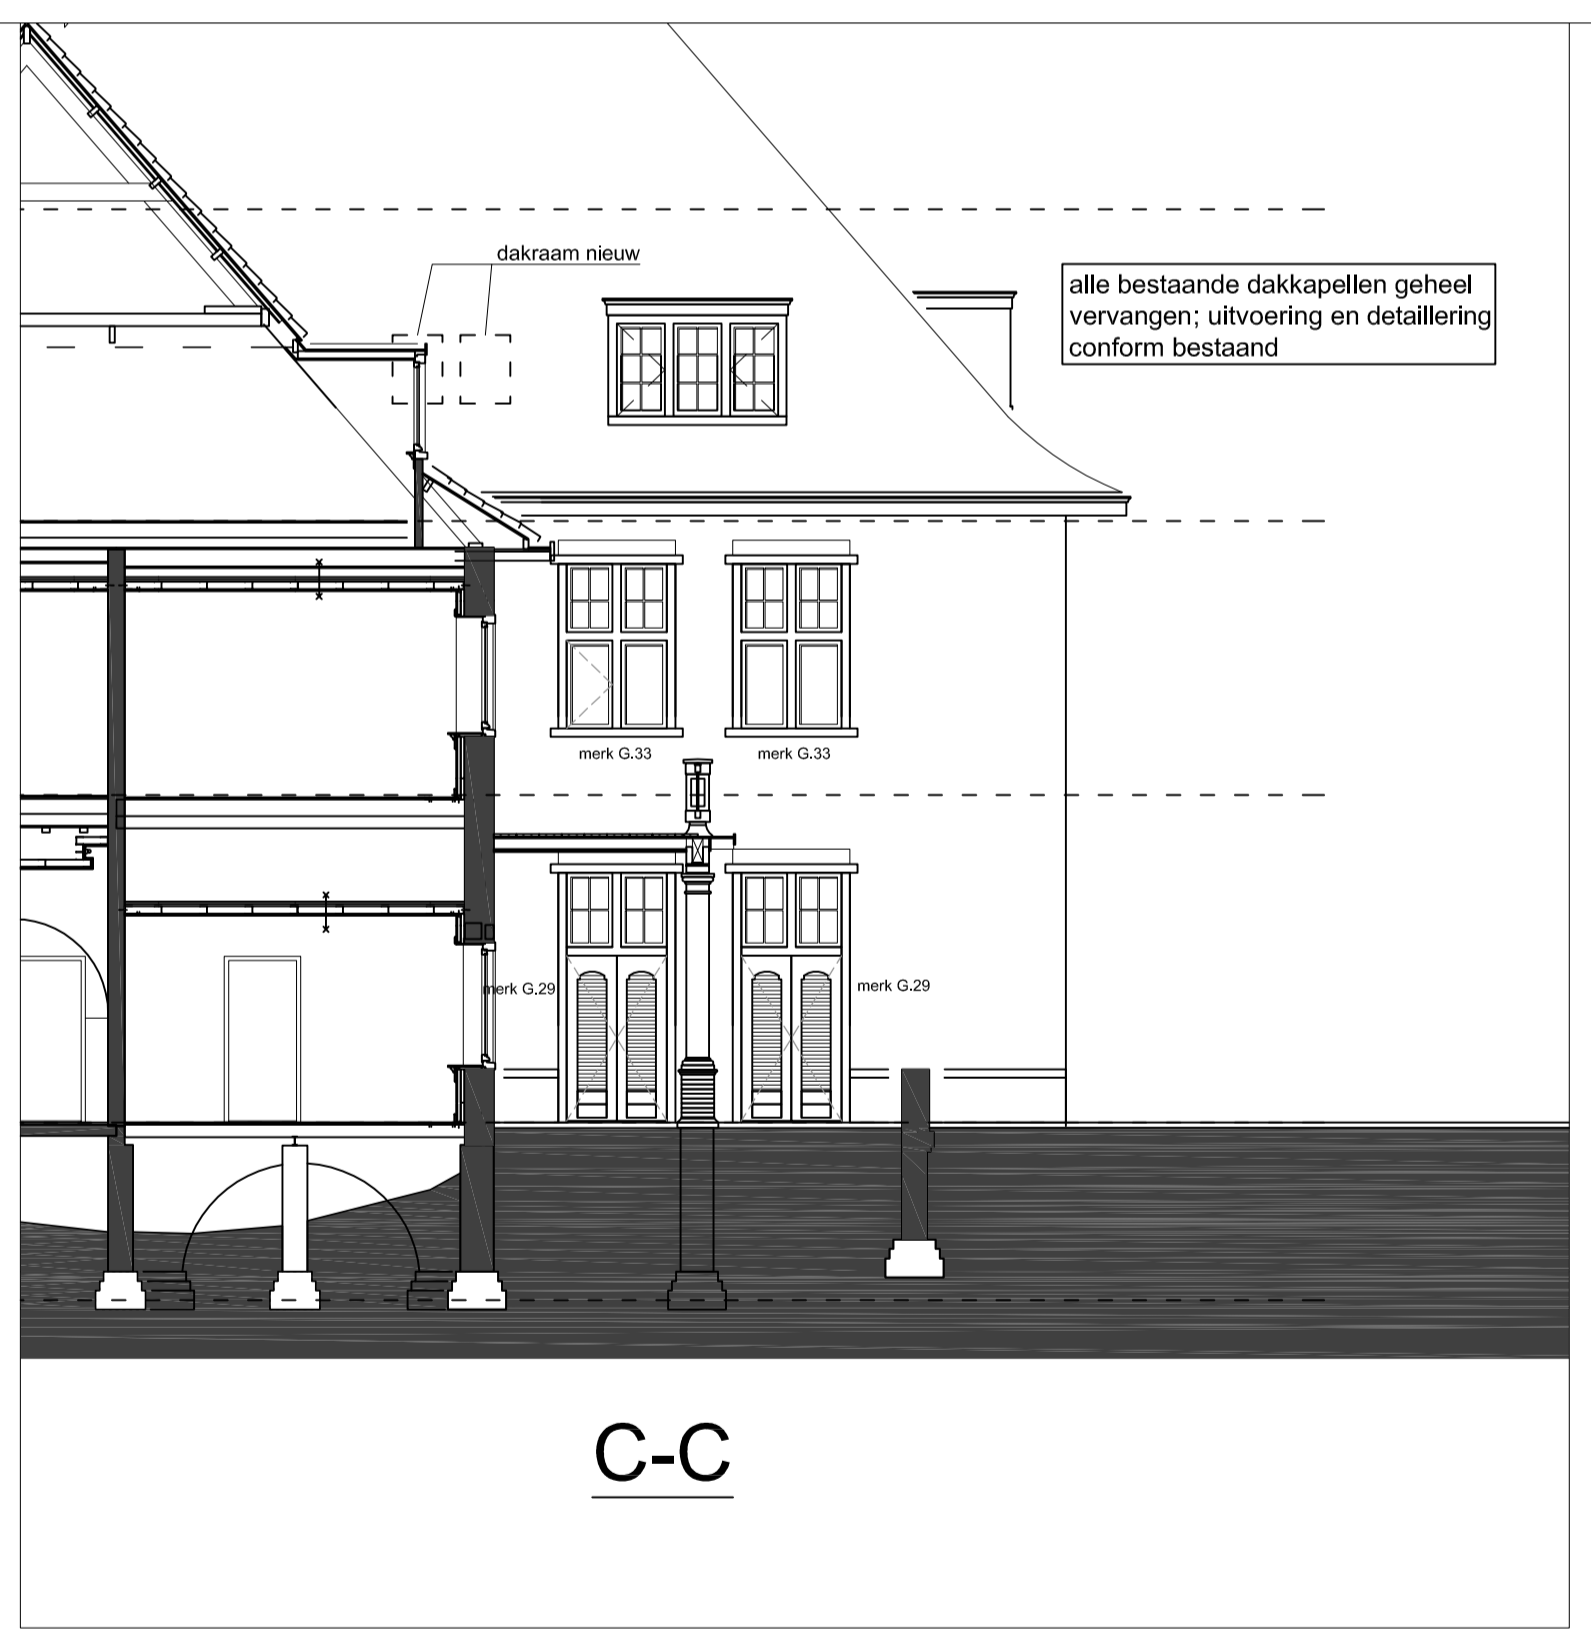 dakraam nieuw
alle bestaande dakkapellen geheel
vervangen; uitvoering en detaillering
conform bestaand
merk G.33
merk G.33
merk G.29
merk G.29
C-C